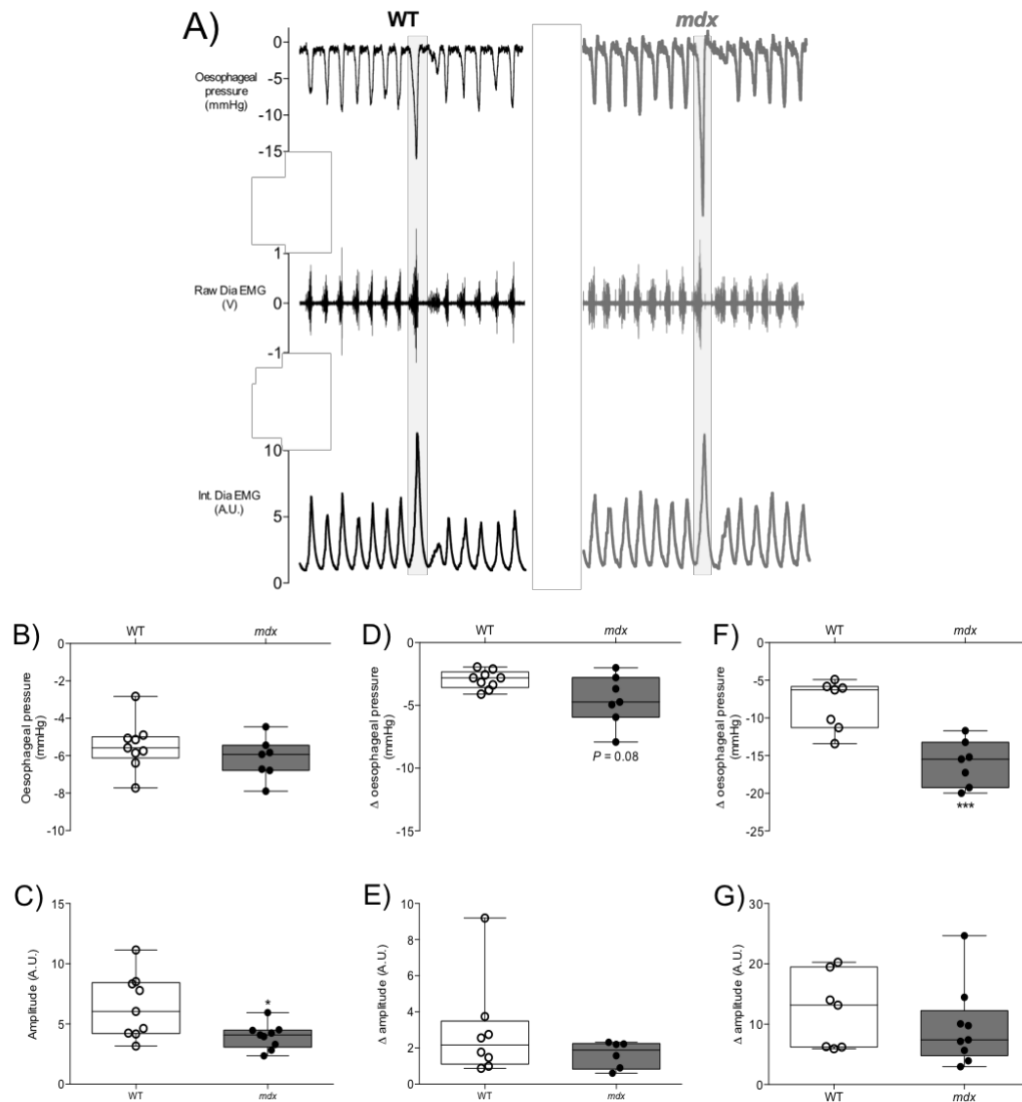 A)
WT
mdx
0
-5
-10
-15
Oesophageal
pressure
(mmHg)
1
0
-1
Raw Dia EMG
(V)
10
5
0
Int. Dia EMG
(A.U.)
B)
WT
mdx
0
-2
-4
-6
-8
-10
Oesophageal pressure
(mmHg)
D)
WT
mdx
0
-5
-10
-15
Δ oesophageal pressure
(mmHg)
P = 0.08
F)
WT
mdx
0
-5
-10
-15
-20
-25
Δ oesophageal pressure
(mmHg)
***
C)
15
10
5
0
Amplitude (A.U.)
*
WT
mdx
E)
10
8
6
4
2
0
Δ amplitude (A.U.)
WT
mdx
G)
30
20
10
0
Δ amplitude (A.U.)
WT
mdx